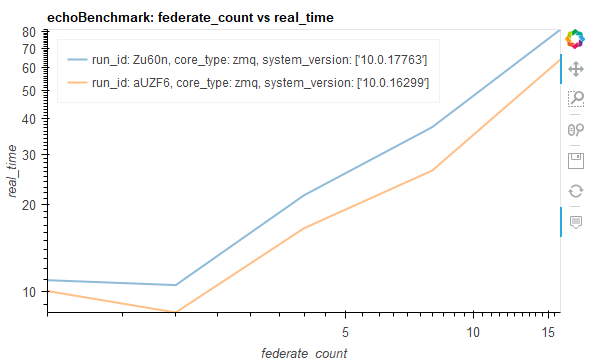 echoBenchmark: federate_count vs real_time
run_id: Zu60n, core_type: zmq, system_version: ['10.0.17763']
run_id: aUZF6, core_type: zmq, system_version: ['10.0.16299']
real_time
80
70
60
50
40
30
20
10
5
10
15
federate_count